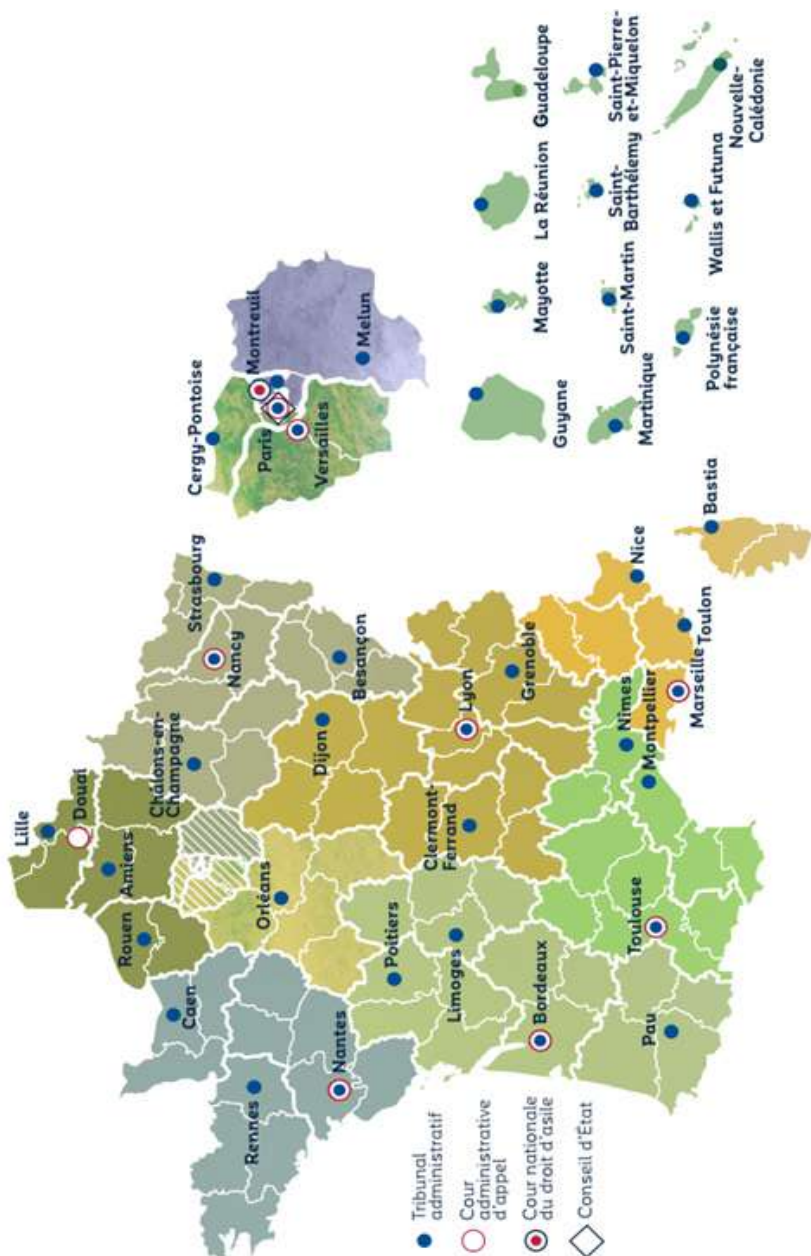 Lille
Douai
Amiens
Rouen
Caen
Rennes
Nantes
Châlons-en-
Champagne
Nancy
Strasbourg
Besançon
Orléans
Dijon
Poitiers
Limoges
Clermont-
Ferrand
Lyon
Grenoble
Bordeaux
Pau
Toulouse
Montpellier
Nîmes
Marseille
Toulon
Nice
Bastia
Cergy-Pontoise
Paris
Montreuil
Versailles
Melun
Guyane
Mayotte
La Réunion
Guadeloupe
Martinique
Saint-Martin
Saint-
Barthélemy
Saint-Pierre-
et-Miquelon
Polynésie
française
Wallis et Futuna
Nouvelle-
Calédonie
Tribunal
administratif
Cour
administrative
d'appel
Cour nationale
du droit d'asile
Conseil d'État